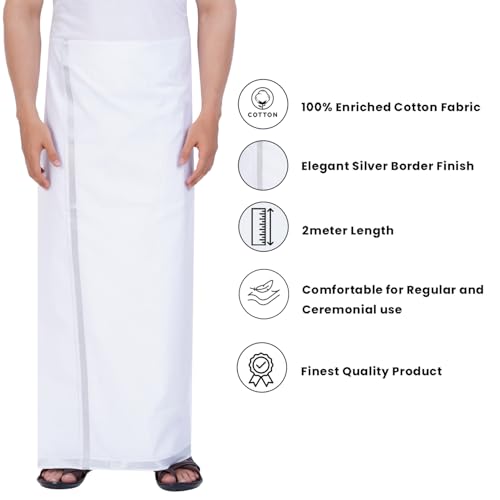 COTTON
100% Enriched Cotton Fabric
Elegant Silver Border Finish
2meter Length
Comfortable for Regular and
Ceremonial use
Finest Quality Product